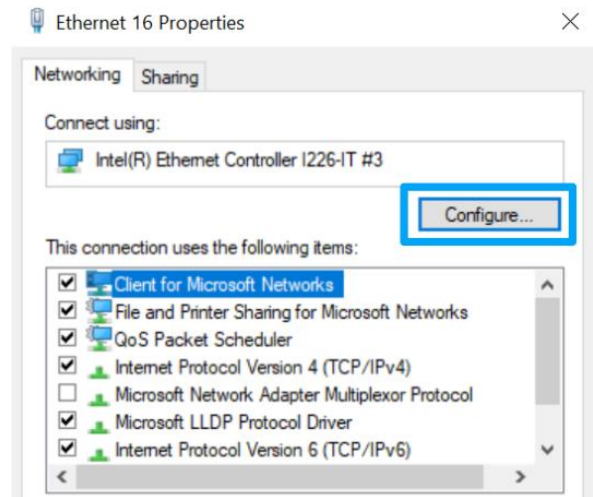 Ethernet 16 Properties
Networking Sharing
Connect using:
Intel(R) Ethernet Controller I226-IT #3
Configure...
This connection uses the following items:
Client for Microsoft Networks
File and Printer Sharing for Microsoft Networks
QoS Packet Scheduler
Internet Protocol Version 4 (TCP/IPv4)
Microsoft Network Adapter Multiplexor Protocol
Microsoft LLDP Protocol Driver
Internet Protocol Version 6 (TCP/IPv6)